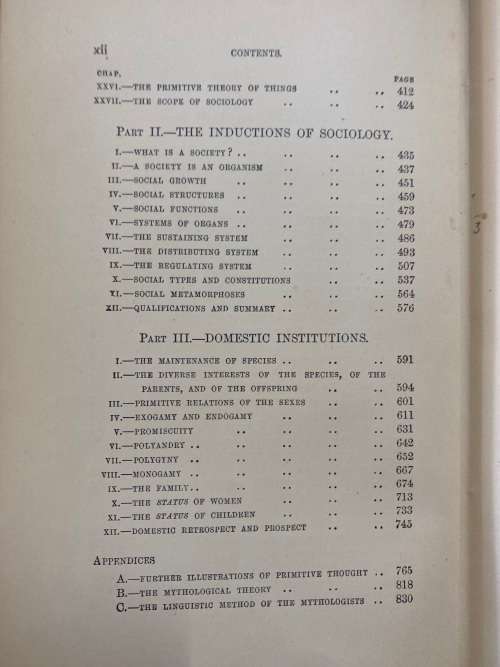 xii CONTENTS.
CHAP. PAGE
XXVI.—THE PRIMITIVE THEORY OF THINGS .. .. 412
XXVII.—THE SCOPE OF SOCIOLOGY .. .. .. 424
PART II.—THE INDUCTIONS OF SOCIOLOGY.
I.—WHAT IS A SOCIETY? .. .. .. .. 435
II.—A SOCIETY IS AN ORGANISM .. .. .. 437
III.—SOCIAL GROWTH .. .. .. .. 451
IV.—SOCIAL STRUCTURES .. .. .. .. 459
V.—SOCIAL FUNCTIONS .. .. .. .. 473
VI.—SYSTEMS OF ORGANS .. .. .. .. 479
VII.—THE SUSTAINING SYSTEM .. .. .. 486
VIII.—THE DISTRIBUTING SYSTEM .. .. .. 493
IX.—THE REGULATING SYSTEM .. .. .. 507
X.—SOCIAL TYPES AND CONSTITUTIONS .. .. 537
XI.—SOCIAL METAMORPHOSES .. .. .. 564
XII.—QUALIFICATIONS AND SUMMARY .. .. .. 576
PART III.—DOMESTIC INSTITUTIONS.
I.—THE MAINTENANCE OF SPECIES .. .. .. 591
II.—THE DIVERSE INTERESTS OF THE SPECIES, OF THE
PARENTS, AND OF THE OFFSPRING .. .. 594
III.—PRIMITIVE RELATIONS OF THE SEXES .. .. 601
IV.—EXOGAMY AND ENDOGAMY .. .. .. 611
V.—PROMISCUITY .. .. .. .. 631
VI.—POLYANDRY .. .. .. .. .. 642
VII.—POLYGYNY .. .. .. .. 652
VIII.—MONOGAMY .. .. .. .. .. 667
IX.—THE FAMILY .. .. .. .. .. 674
X.—THE STATUS OF WOMEN .. .. .. 713
XI.—THE STATUS OF CHILDREN .. .. .. 733
XII.—DOMESTIC RETROSPECT AND PROSPECT .. .. 745
APPENDICES
A.—FURTHER ILLUSTRATIONS OF PRIMITIVE THOUGHT .. 765
B.—THE MYTHOLOGICAL THEORY .. .. .. 818
C.—THE LINGUISTIC METHOD OF THE MYTHOLOGISTS .. 830